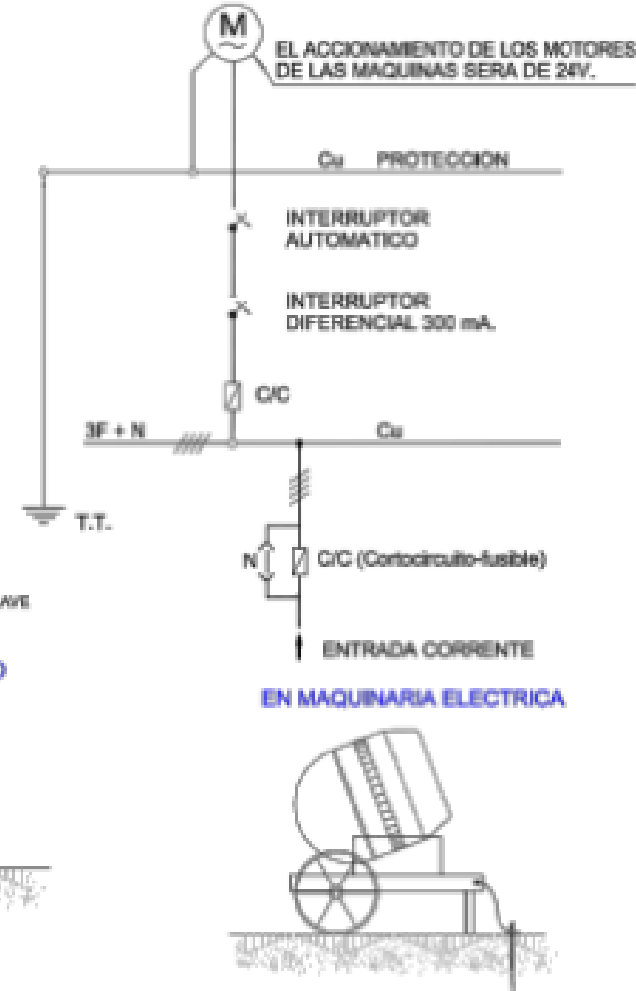 M
EL ACCIONAMIENTO DE LOS MOTORES
DE LAS MAQUINAS SERA DE 24V.
Cu PROTECCION
INTERRUPTOR
AUTOMATICO
INTERRUPTOR
DIFERENCIAL 300 mA.
C/C
3F + N Cu
T.T.
N C/C (Cortocircuito-fusible)
AVE
ENTRADA CORRENTE
O
EN MAQUINARIA ELECTRICA